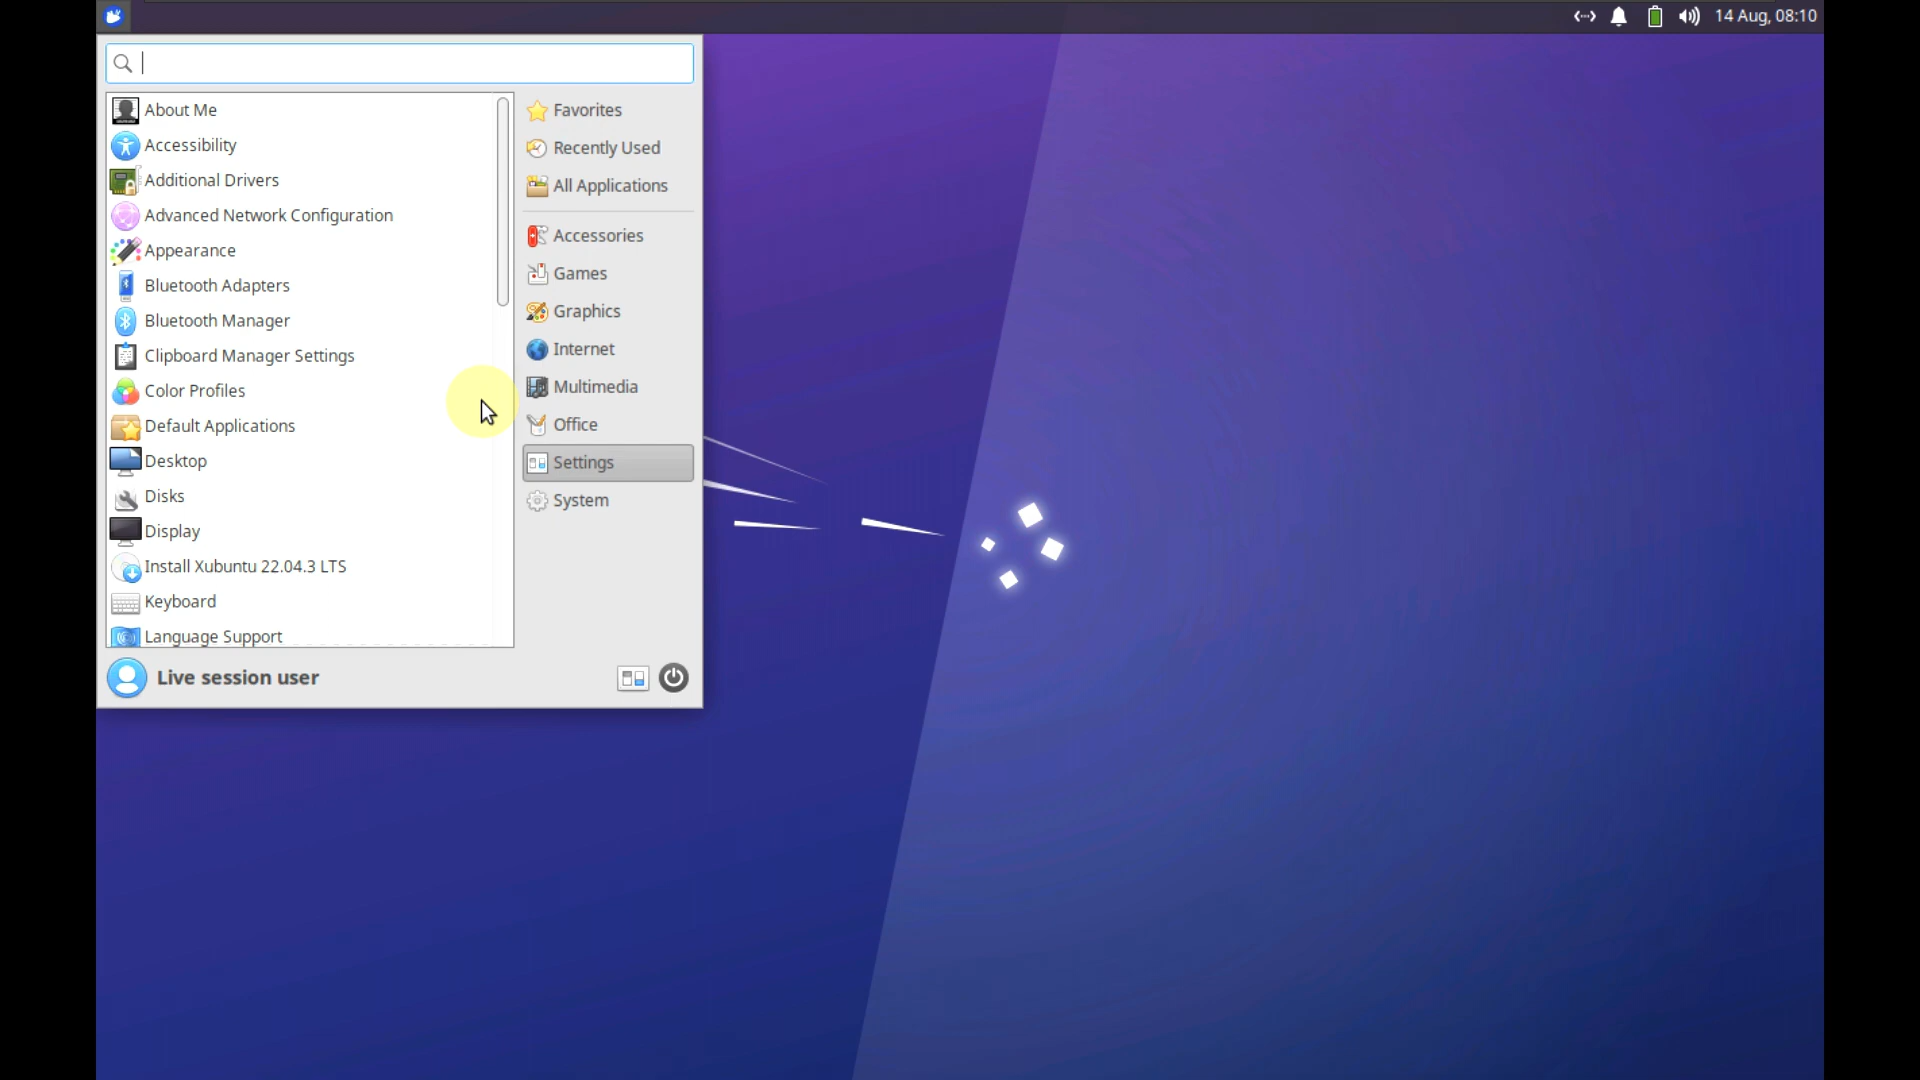 14 Aug, 08:10
About Me
Accessibility
Additional Drivers
Advanced Network Configuration
Appearance
Bluetooth Adapters
Bluetooth Manager
Clipboard Manager Settings
Color Profiles
Default Applications
Desktop
Disks
Display
Install Xubuntu 22.04.3 LTS
Keyboard
Language Support
Favorites
Recently Used
All Applications
Accessories
Games
Graphics
Internet
Multimedia
Office
Settings
System
Live session user